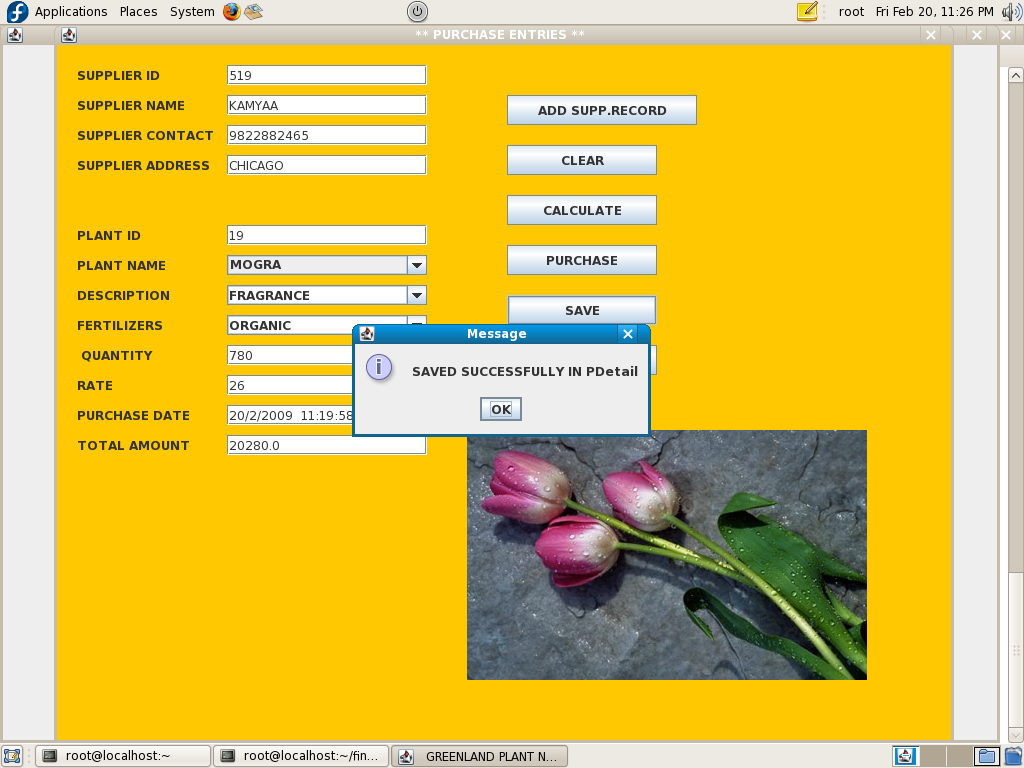 Applications Places System root Fri Feb 20, 11:26 PM
** PURCHASE ENTRIES **
SUPPLIER ID 519
SUPPLIER NAME KAMYAA
ADD SUPP.RECORD
SUPPLIER CONTACT 9822882465
SUPPLIER ADDRESS CHICAGO
CLEAR
CALCULATE
PLANT ID 19
PLANT NAME MOGRA
PURCHASE
DESCRIPTION FRAGRANCE
SAVE
FERTILIZERS ORGANIC
Message
QUANTITY 780
SAVED SUCCESSFULLY IN PDetail
RATE 26
OK
PURCHASE DATE 20/2/2009 11:19:58
TOTAL AMOUNT 20280.0
root@localhost:~ root@localhost:~/fin... GREENLAND PLANT N...